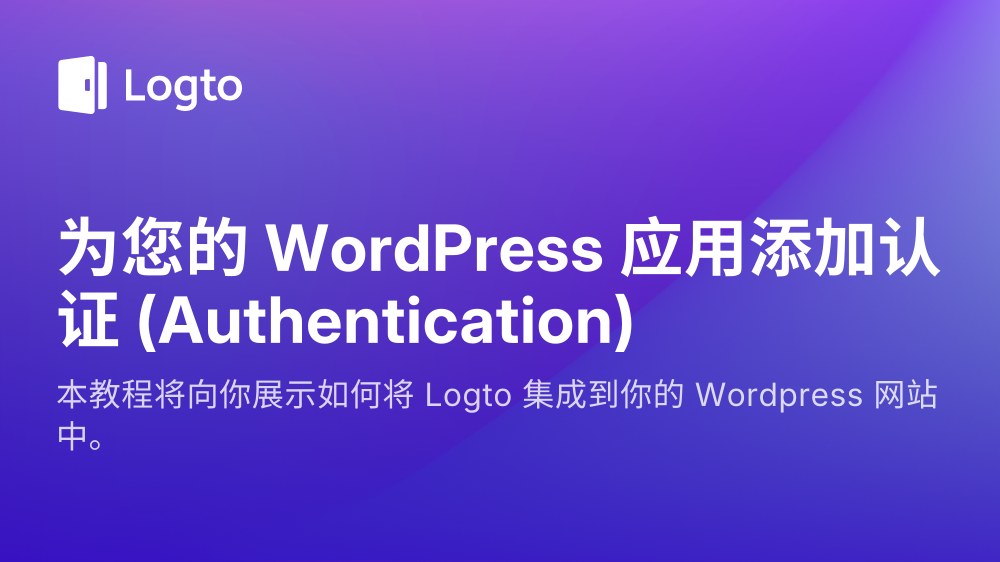 Logto
为您的 WordPress 应用添加认
证 (Authentication)
本教程将向你展示如何将 Logto 集成到你的 Wordpress 网站
中。